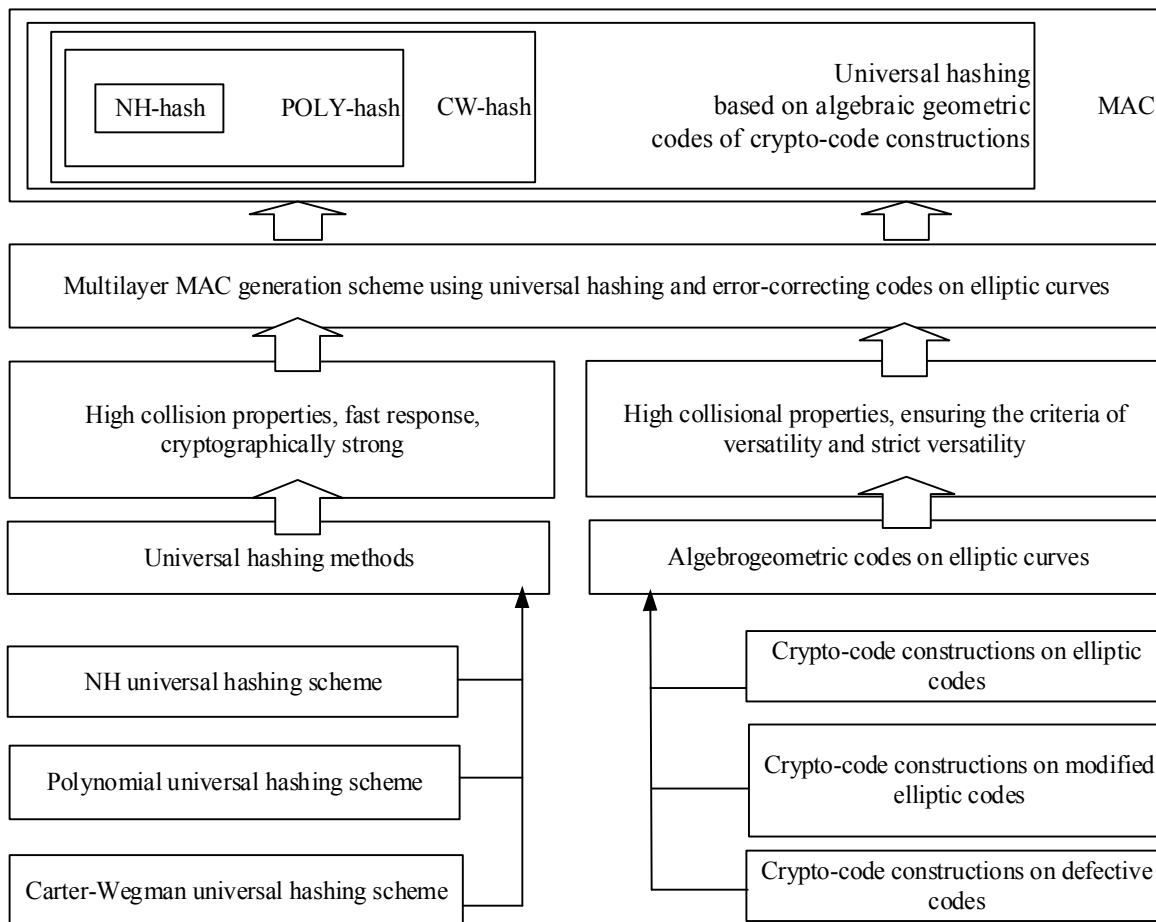 NH-hash
POLY-hash
CW-hash
Universal hashing
based on algebraic geometric
codes of crypto-code constructions
MAC
Multilayer MAC generation scheme using universal hashing and error-correcting codes on elliptic curves
High collision properties, fast response,
cryptographically strong
High collisional properties, ensuring the criteria of
versatility and strict versatility
Universal hashing methods
Algebrogeometric codes on elliptic curves
NH universal hashing scheme
Polynomial universal hashing scheme
Carter-Wegman universal hashing scheme
Crypto-code constructions on elliptic
codes
Crypto-code constructions on modified
elliptic codes
Crypto-code constructions on defective
codes